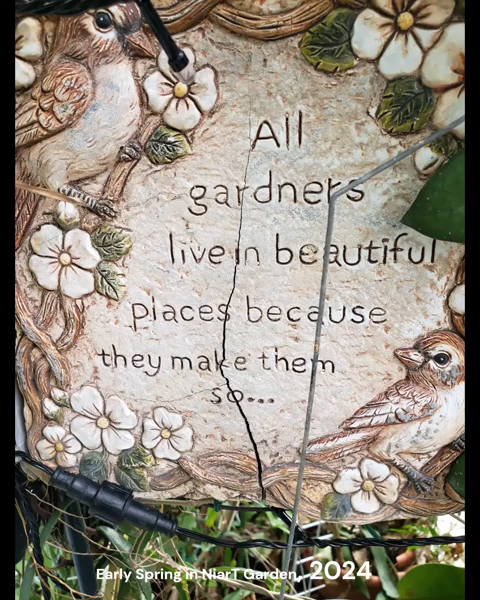 All
gardners
live in beautiful
places because
they make them
so...
Early Spring in NiarT Garden, 2024